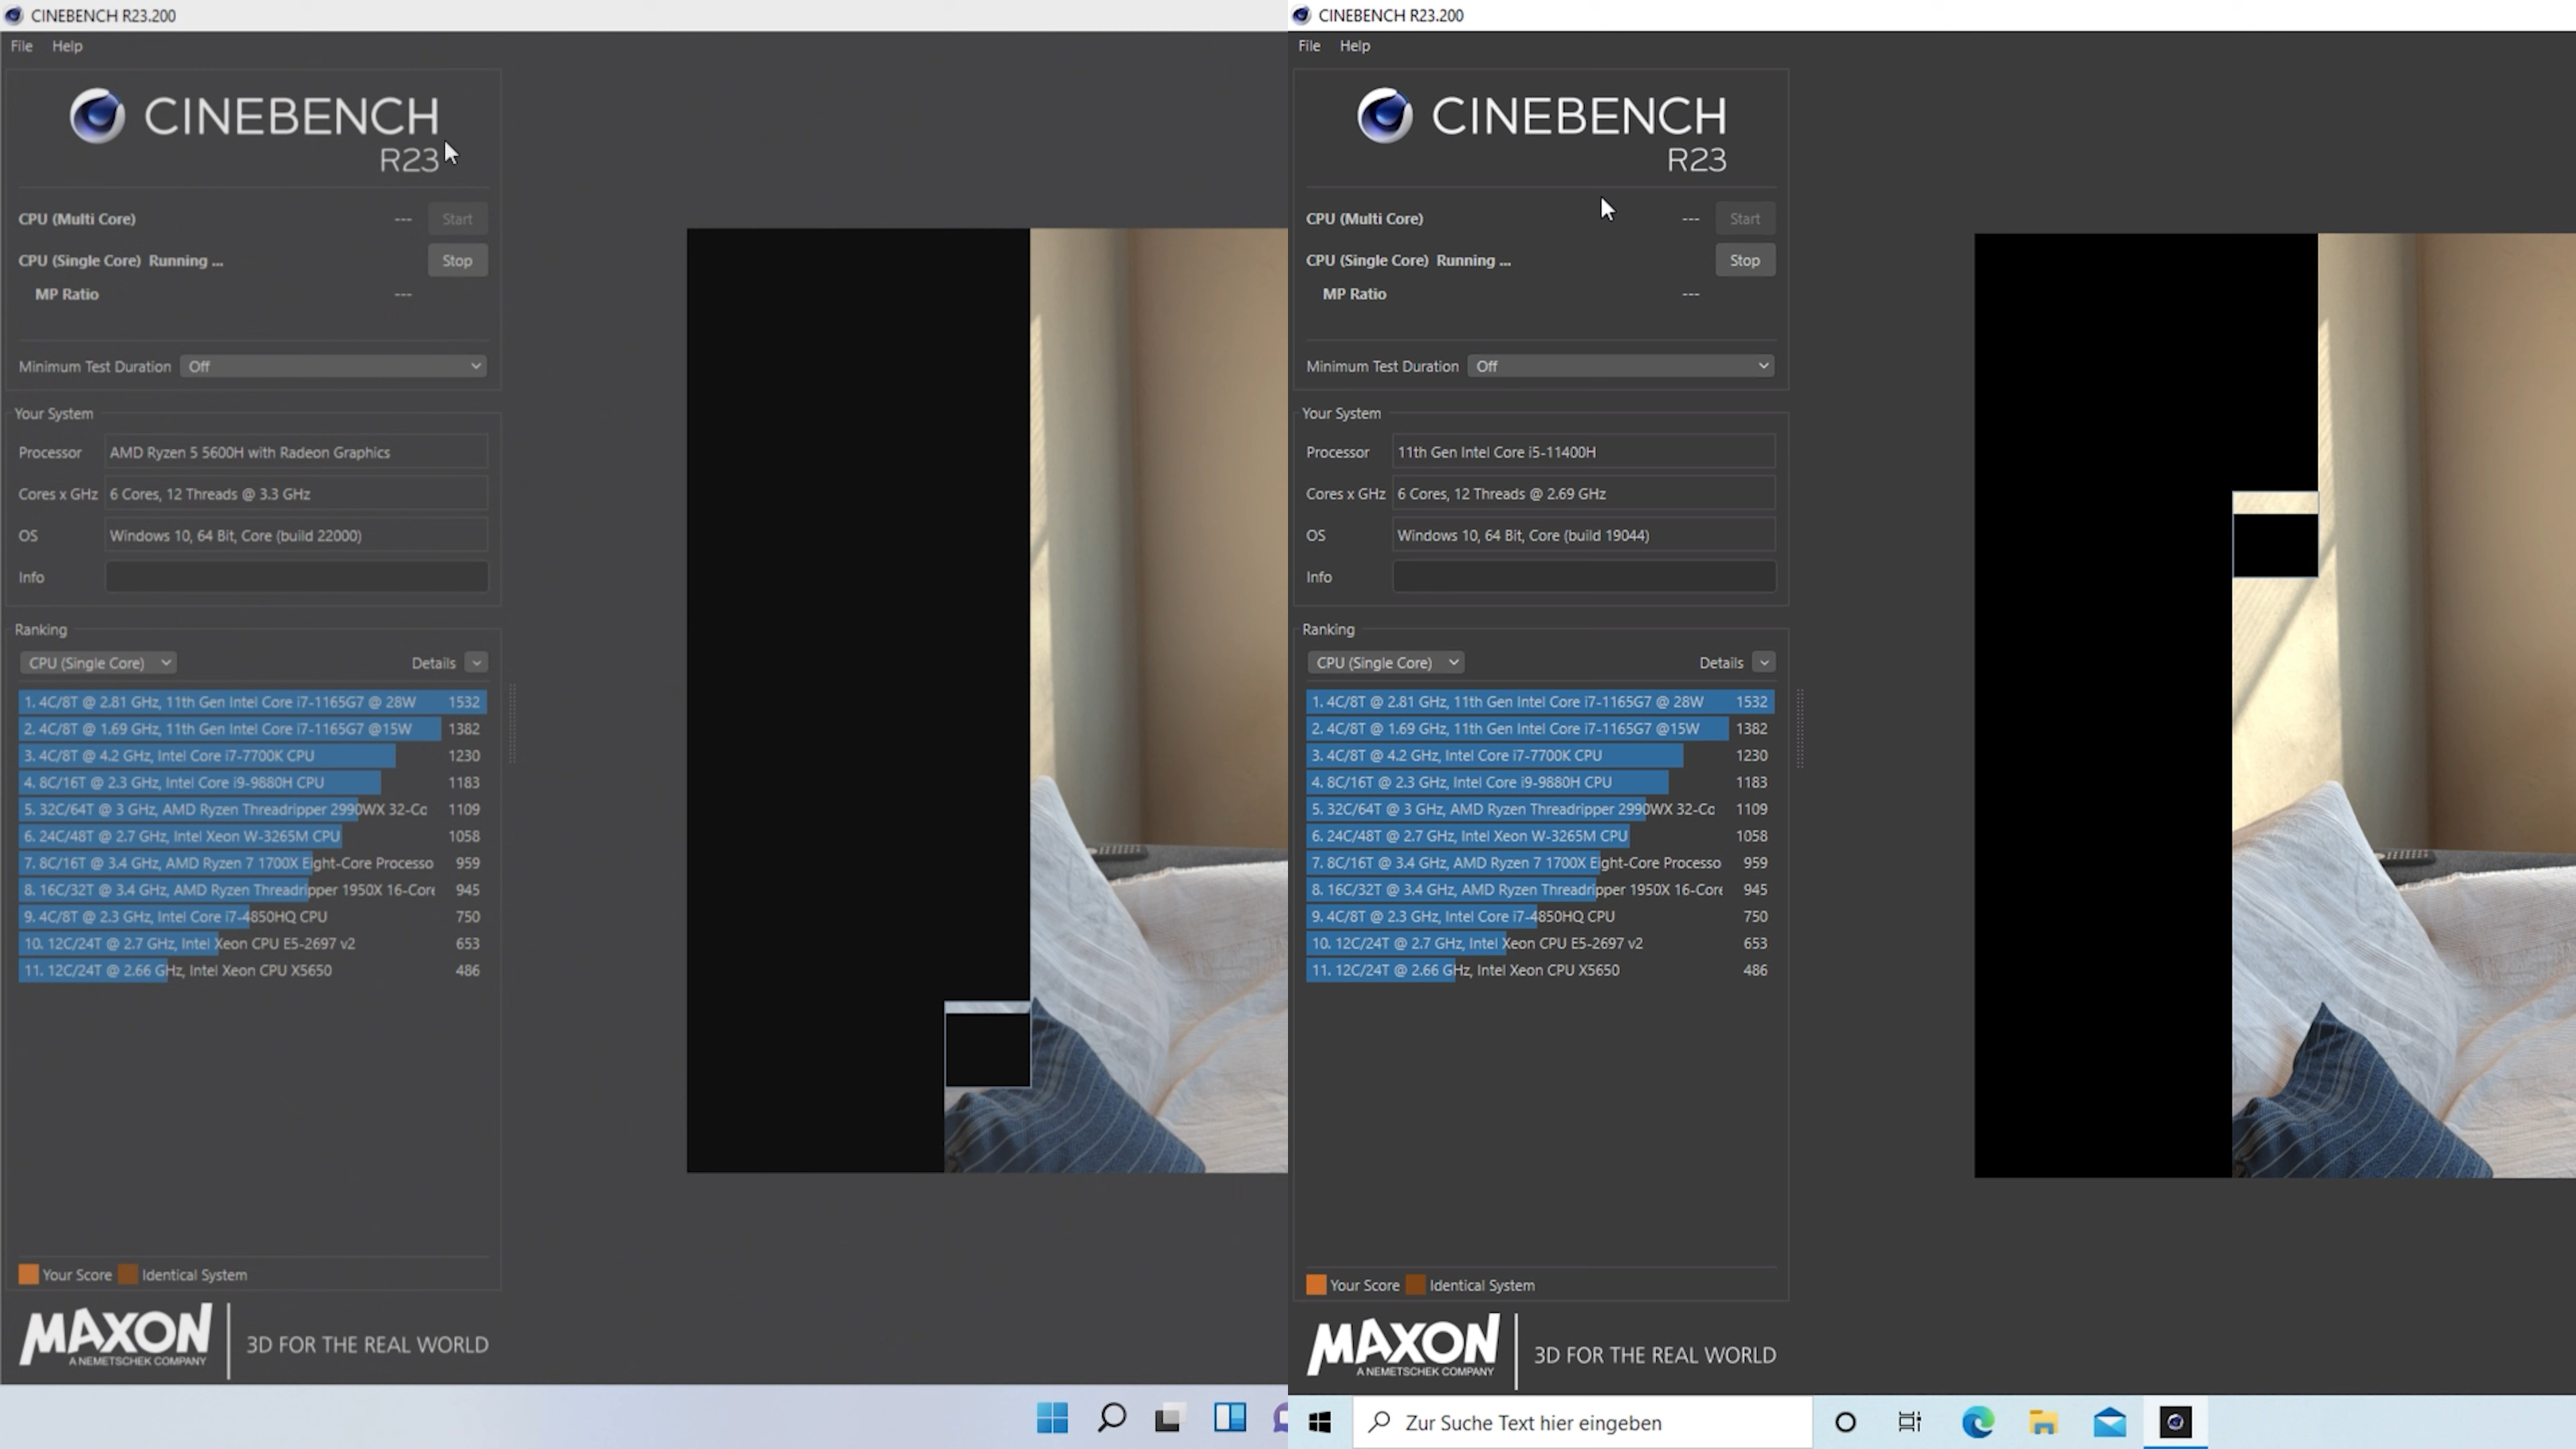 CINEBENCH R23.200
File Help
CINEBENCH
R23
CPU (Multi Core) --- Start
CPU (Single Core) Running ... Stop
MP Ratio ---
Minimum Test Duration Off
Your System
Processor AMD Ryzen 5 5600H with Radeon Graphics
Cores x GHz 6 Cores, 12 Threads @ 3.3 GHz
OS Windows 10, 64 Bit, Core (build 22000)
Info
Ranking
CPU (Single Core) Details
1. 4C/8T @ 2.81 GHz, 11th Gen Intel Core i7-1165G7 @ 28W 1532
2. 4C/8T @ 1.69 GHz, 11th Gen Intel Core i7-1165G7 @15W 1382
3. 4C/8T @ 4.2 GHz, Intel Core i7-7700K CPU 1230
4. 8C/16T @ 2.3 GHz, Intel Core i9-9880H CPU 1183
5. 32C/64T @ 3 GHz, AMD Ryzen Threadripper 2990WX 32-Co 1109
6. 24C/48T @ 2.7 GHz, Intel Xeon W-3265M CPU 1058
7. 8C/16T @ 3.4 GHz, AMD Ryzen 7 1700X Eight-Core Processo 959
8. 16C/32T @ 3.4 GHz, AMD Ryzen Threadripper 1950X 16-Core 945
9. 4C/8T @ 2.3 GHz, Intel Core i7-4850HQ CPU 750
10. 12C/24T @ 2.7 GHz, Intel Xeon CPU E5-2697 v2 653
11. 12C/24T @ 2.66 GHz, Intel Xeon CPU X5650 486
Your Score Identical System
MAXON
A NEMETSCHEK COMPANY
3D FOR THE REAL WORLD
CINEBENCH R23.200
File Help
CINEBENCH
R23
CPU (Multi Core) --- Start
CPU (Single Core) Running ... Stop
MP Ratio ---
Minimum Test Duration Off
Your System
Processor 11th Gen Intel Core i5-11400H
Cores x GHz 6 Cores, 12 Threads @ 2.69 GHz
OS Windows 10, 64 Bit, Core (build 19044)
Info
Ranking
CPU (Single Core) Details
1. 4C/8T @ 2.81 GHz, 11th Gen Intel Core i7-1165G7 @ 28W 1532
2. 4C/8T @ 1.69 GHz, 11th Gen Intel Core i7-1165G7 @15W 1382
3. 4C/8T @ 4.2 GHz, Intel Core i7-7700K CPU 1230
4. 8C/16T @ 2.3 GHz, Intel Core i9-9880H CPU 1183
5. 32C/64T @ 3 GHz, AMD Ryzen Threadripper 2990WX 32-Co 1109
6. 24C/48T @ 2.7 GHz, Intel Xeon W-3265M CPU 1058
7. 8C/16T @ 3.4 GHz, AMD Ryzen 7 1700X Eight-Core Processo 959
8. 16C/32T @ 3.4 GHz, AMD Ryzen Threadripper 1950X 16-Core 945
9. 4C/8T @ 2.3 GHz, Intel Core i7-4850HQ CPU 750
10. 12C/24T @ 2.7 GHz, Intel Xeon CPU E5-2697 v2 653
11. 12C/24T @ 2.66 GHz, Intel Xeon CPU X5650 486
Your Score Identical System
MAXON
A NEMETSCHEK COMPANY
3D FOR THE REAL WORLD
Zur Suche Text hier eingeben